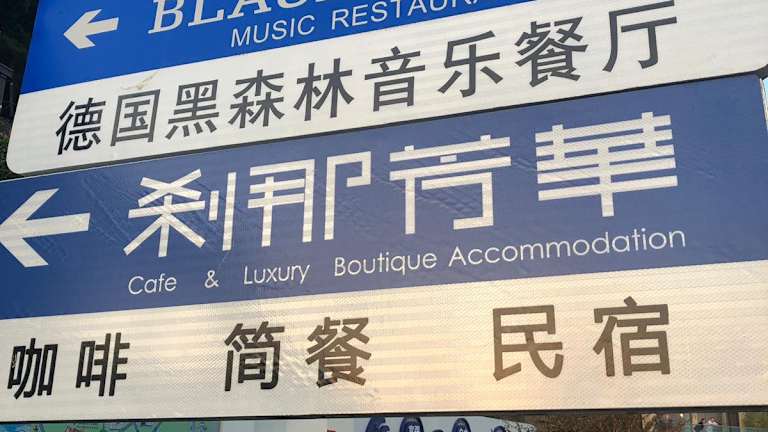 MUSIC
德国黑森林音乐餐厅
刹那芳華
Cafe & Luxury Boutique Accommodation
咖啡 简餐 民宿